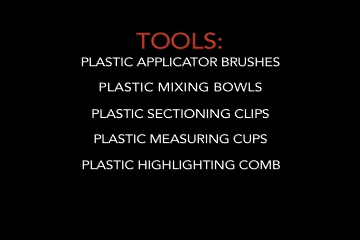 TOOLS:
PLASTIC APPLICATOR BRUSHES
PLASTIC MIXING BOWLS
PLASTIC SECTIONING CLIPS
PLASTIC MEASURING CUPS
PLASTIC HIGHLIGHTING COMB